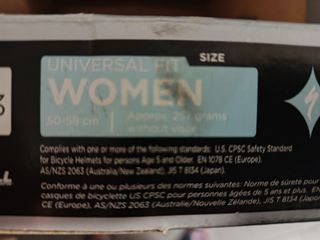 SIZE
UNIVERSAL FIT
WOMEN
50-58 cm
Approx. 257 grams
without visor
Complies with one or more of the following standards: U.S. CPSC Safety Standard
for Bicycle Helmets for persons Age 5 and Older. EN 1078 CE (Europe),
AS/NZS 2063 (Australia/New Zealand), JIS T 8134 (Japan).
Conforme à une ou plusieurs des normes suivantes: Norme de sûreté pour
casques de bicyclette US CPSC pour personnes âgées de 5 ans et plus. EN
CE (Europe), AS/NZS 2063 (Australie/Nouvelle Zélande), JIS T 8134 (Japan